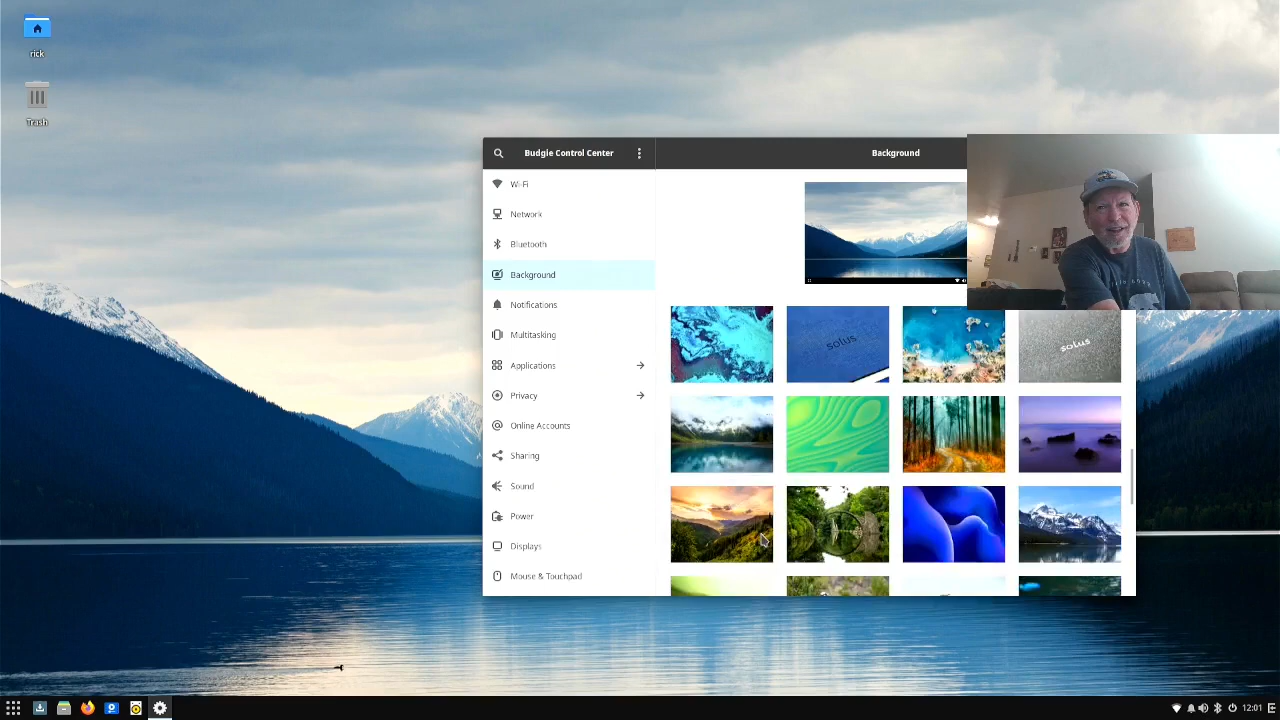 rick
Trash
Budgie Control Center
Background
Wi-Fi
Network
Bluetooth
Background
Notifications
Multitasking
Applications
Privacy
Online Accounts
Sharing
Sound
Power
Displays
Mouse & Touchpad
solus
solus
12:01